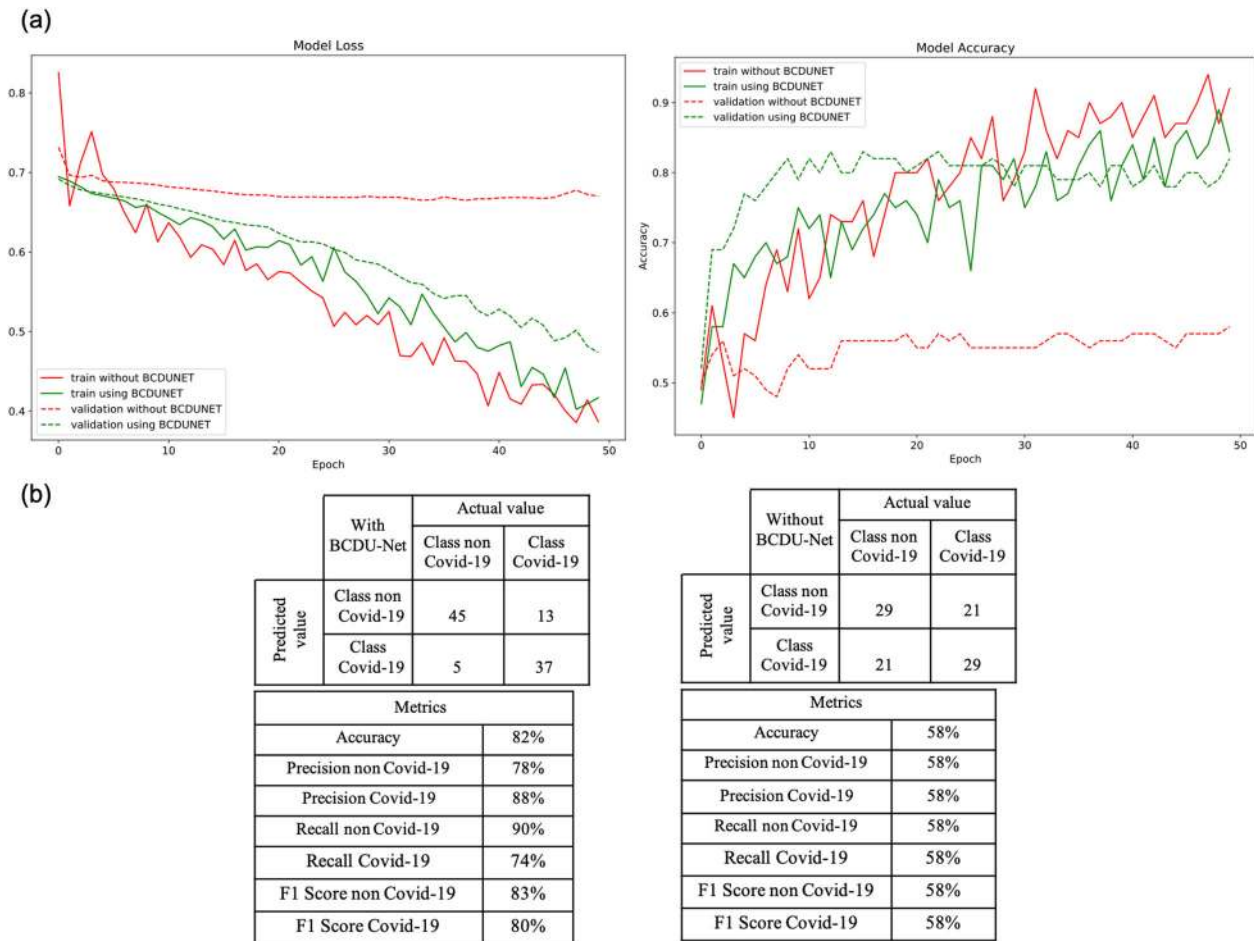 (a)
Model Loss
0.8
0.7
0.6
0.5
0.4
train without BCDUNET
train using BCDUNET
validation without BCDUNET
validation using BCDUNET
0
10
20
30
40
50
Epoch
Model Accuracy
train without BCDUNET
train using BCDUNET
validation without BCDUNET
validation using BCDUNET
0.9
0.8
0.7
0.6
0.5
Accuracy
0
10
20
30
40
50
Epoch
(b)
With
BCDU-Net
Actual value
Class non
Covid-19
Class
Covid-19
Predicted
value
Class non
Covid-19
45
13
Class
Covid-19
5
37
Metrics
Accuracy 82%
Precision non Covid-19 78%
Precision Covid-19 88%
Recall non Covid-19 90%
Recall Covid-19 74%
F1 Score non Covid-19 83%
F1 Score Covid-19 80%
Without
BCDU-Net
Actual value
Class non
Covid-19
Class
Covid-19
Predicted
value
Class non
Covid-19
29
21
Class
Covid-19
21
29
Metrics
Accuracy 58%
Precision non Covid-19 58%
Precision Covid-19 58%
Recall non Covid-19 58%
Recall Covid-19 58%
F1 Score non Covid-19 58%
F1 Score Covid-19 58%